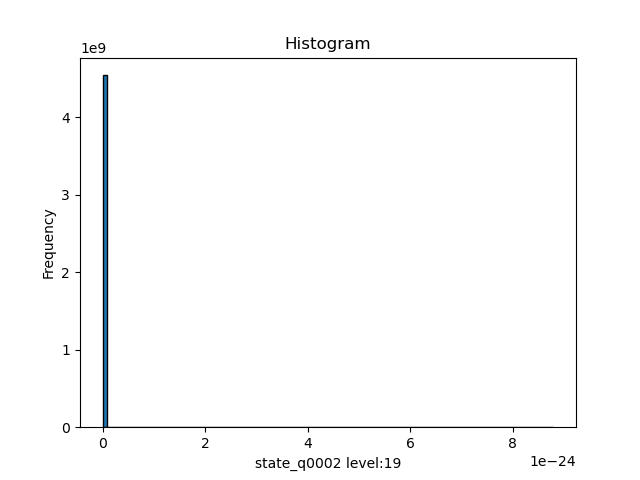 Histogram
1e9
4
3
2
1
0
Frequency
0 2 4 6 8
1e−24
state_q0002 level:19